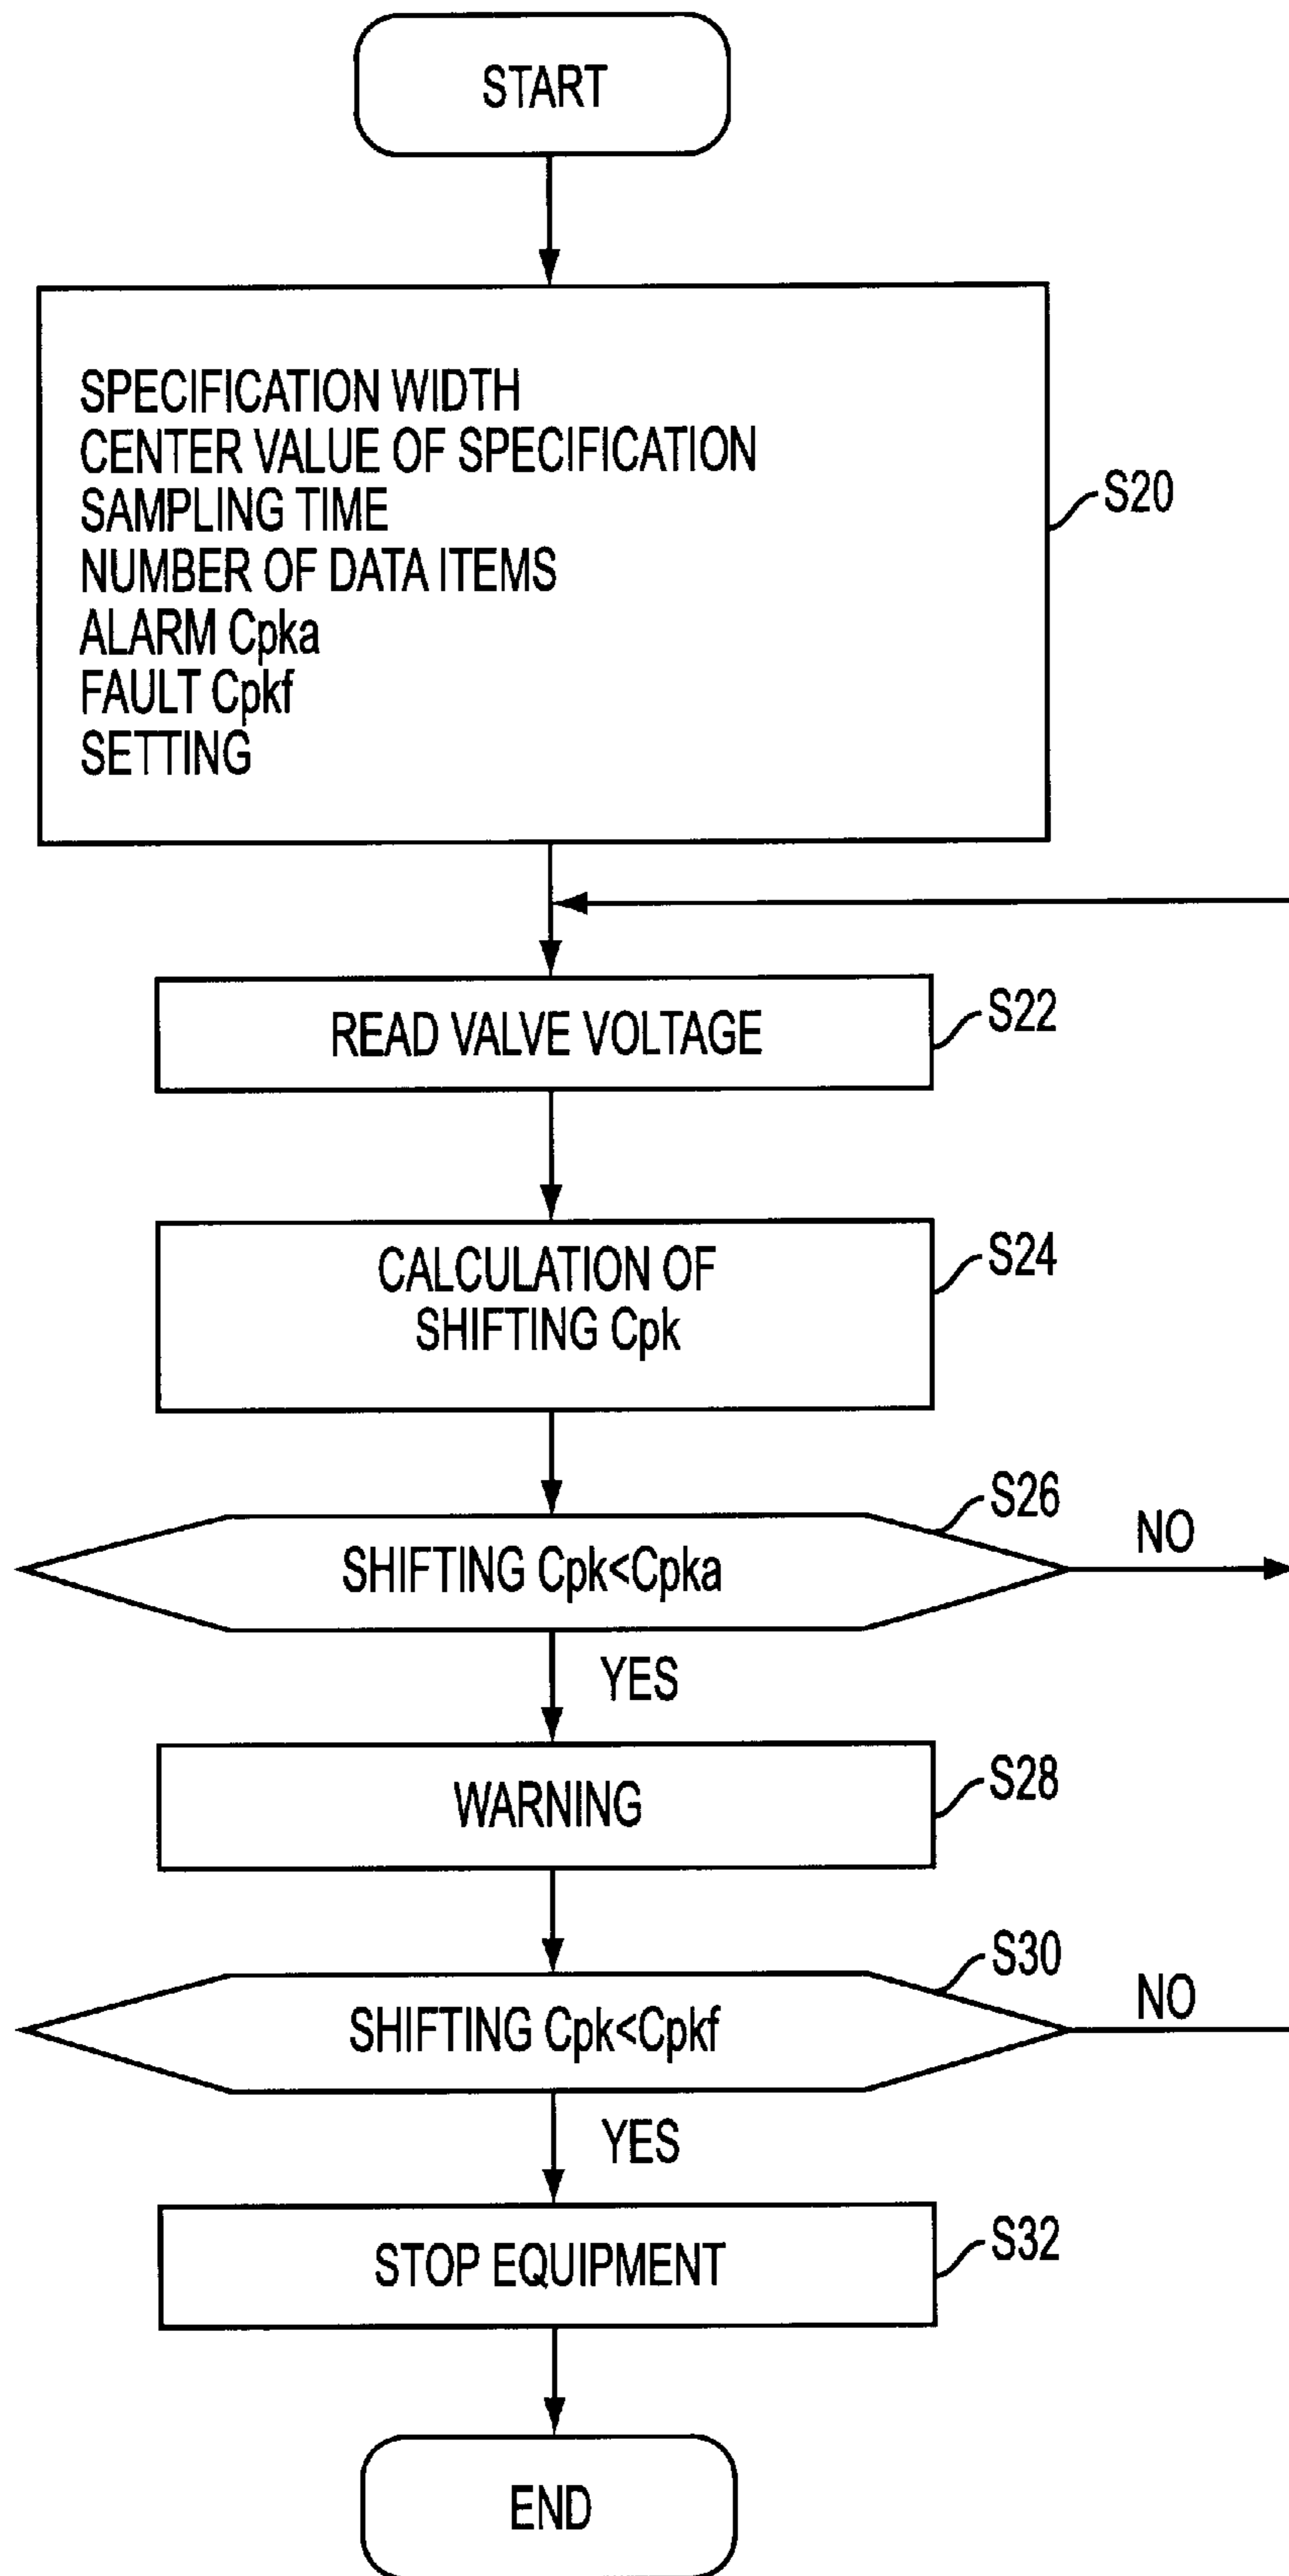 START
SPECIFICATION WIDTH
CENTER VALUE OF SPECIFICATION
SAMPLING TIME
NUMBER OF DATA ITEMS
ALARM Cpka
FAULT Cpkf
SETTING
S20
READ VALVE VOLTAGE
S22
CALCULATION OF
SHIFTING Cpk
S24
SHIFTING Cpk<Cpka
S26
NO
YES
WARNING
S28
SHIFTING Cpk<Cpkf
S30
NO
YES
STOP EQUIPMENT
S32
END